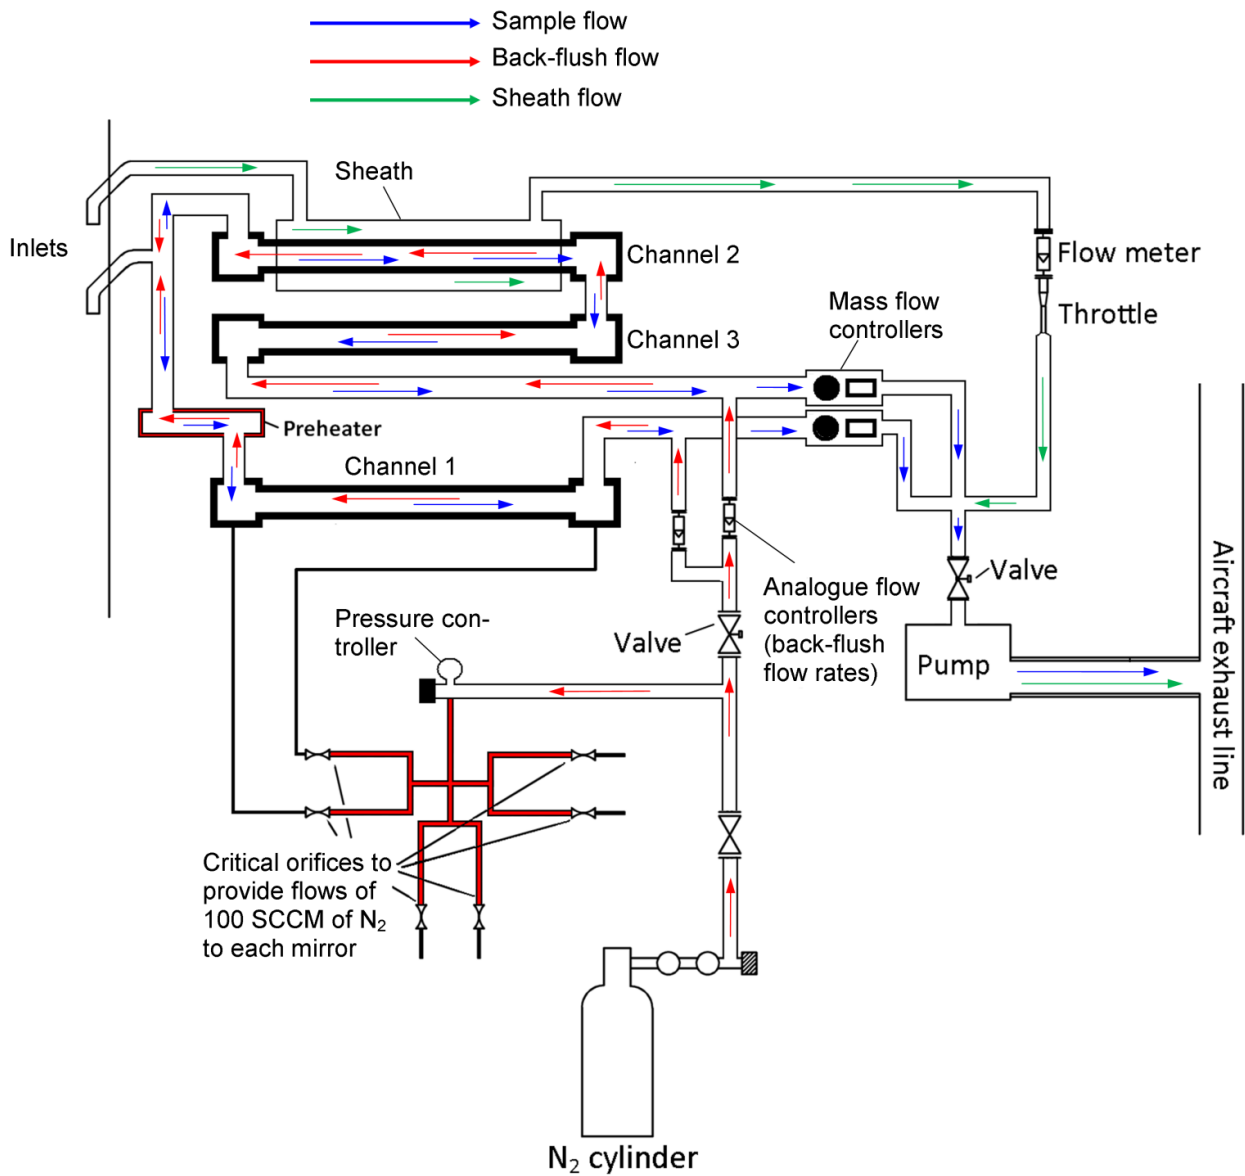 Sample flow
Back-flush flow
Sheath flow
Sheath
Inlets
Channel 2
Flow meter
Mass flow
controllers
Throttle
Channel 3
Preheater
Channel 1
Analogue flow
controllers
(back-flush
flow rates)
Valve
Valve
Pressure con-
troller
Pump
Aircraft exhaust line
Critical orifices to
provide flows of
100 SCCM of N₂
to each mirror
N₂ cylinder